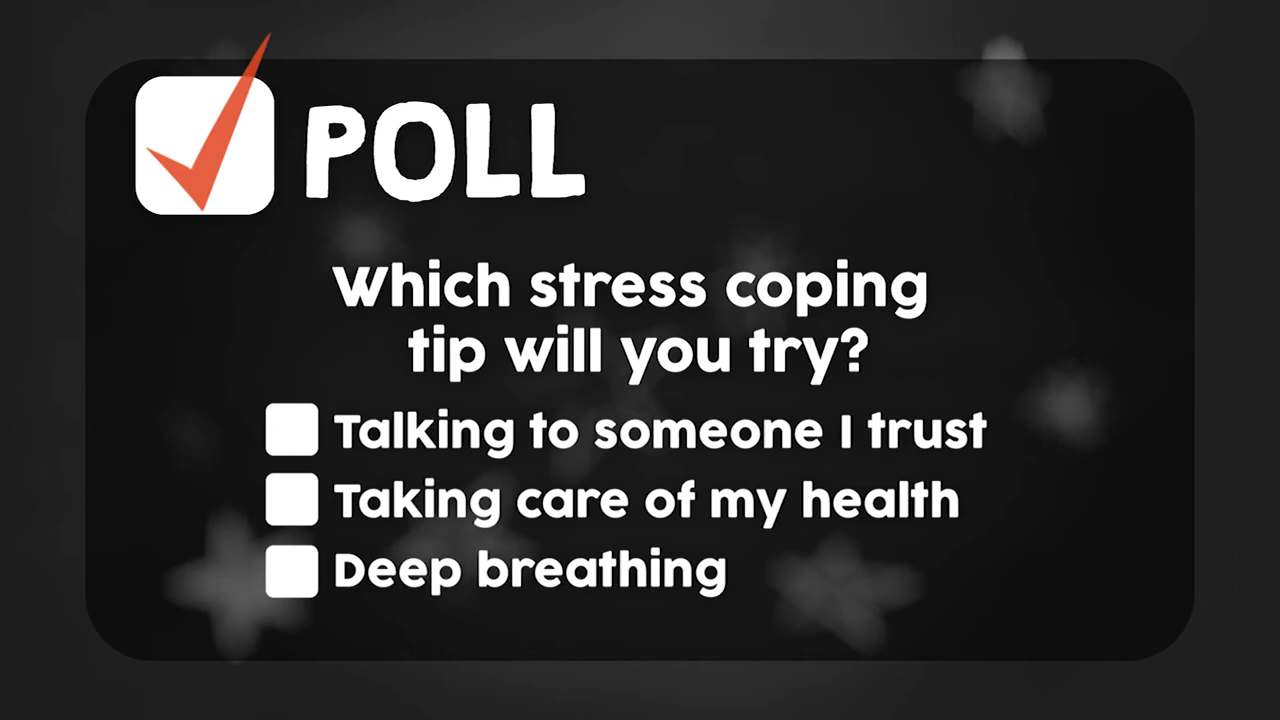 POLL
Which stress coping
tip will you try?
Talking to someone I trust
Taking care of my health
Deep breathing